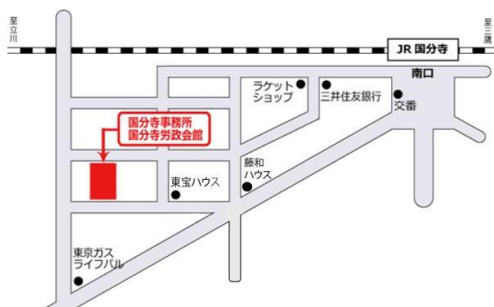 至立川
至三鷹
JR 国分寺
南口
ラケット
ショップ
三井住友銀行
交番
国分寺事務所
国分寺労政会館
東宝ハウス
藤和
ハウス
東京ガス
ライフバル